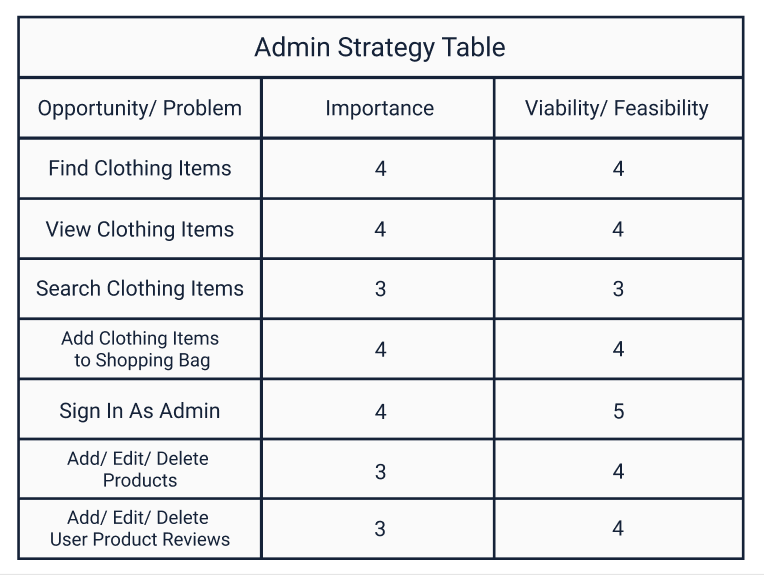 Admin Strategy Table
Opportunity/ Problem Importance Viability/ Feasibility
Find Clothing Items 4 4
View Clothing Items 4 4
Search Clothing Items 3 3
Add Clothing Items
to Shopping Bag 4 4
Sign In As Admin 4 5
Add/ Edit/ Delete
Products 3 4
Add/ Edit/ Delete
User Product Reviews 3 4